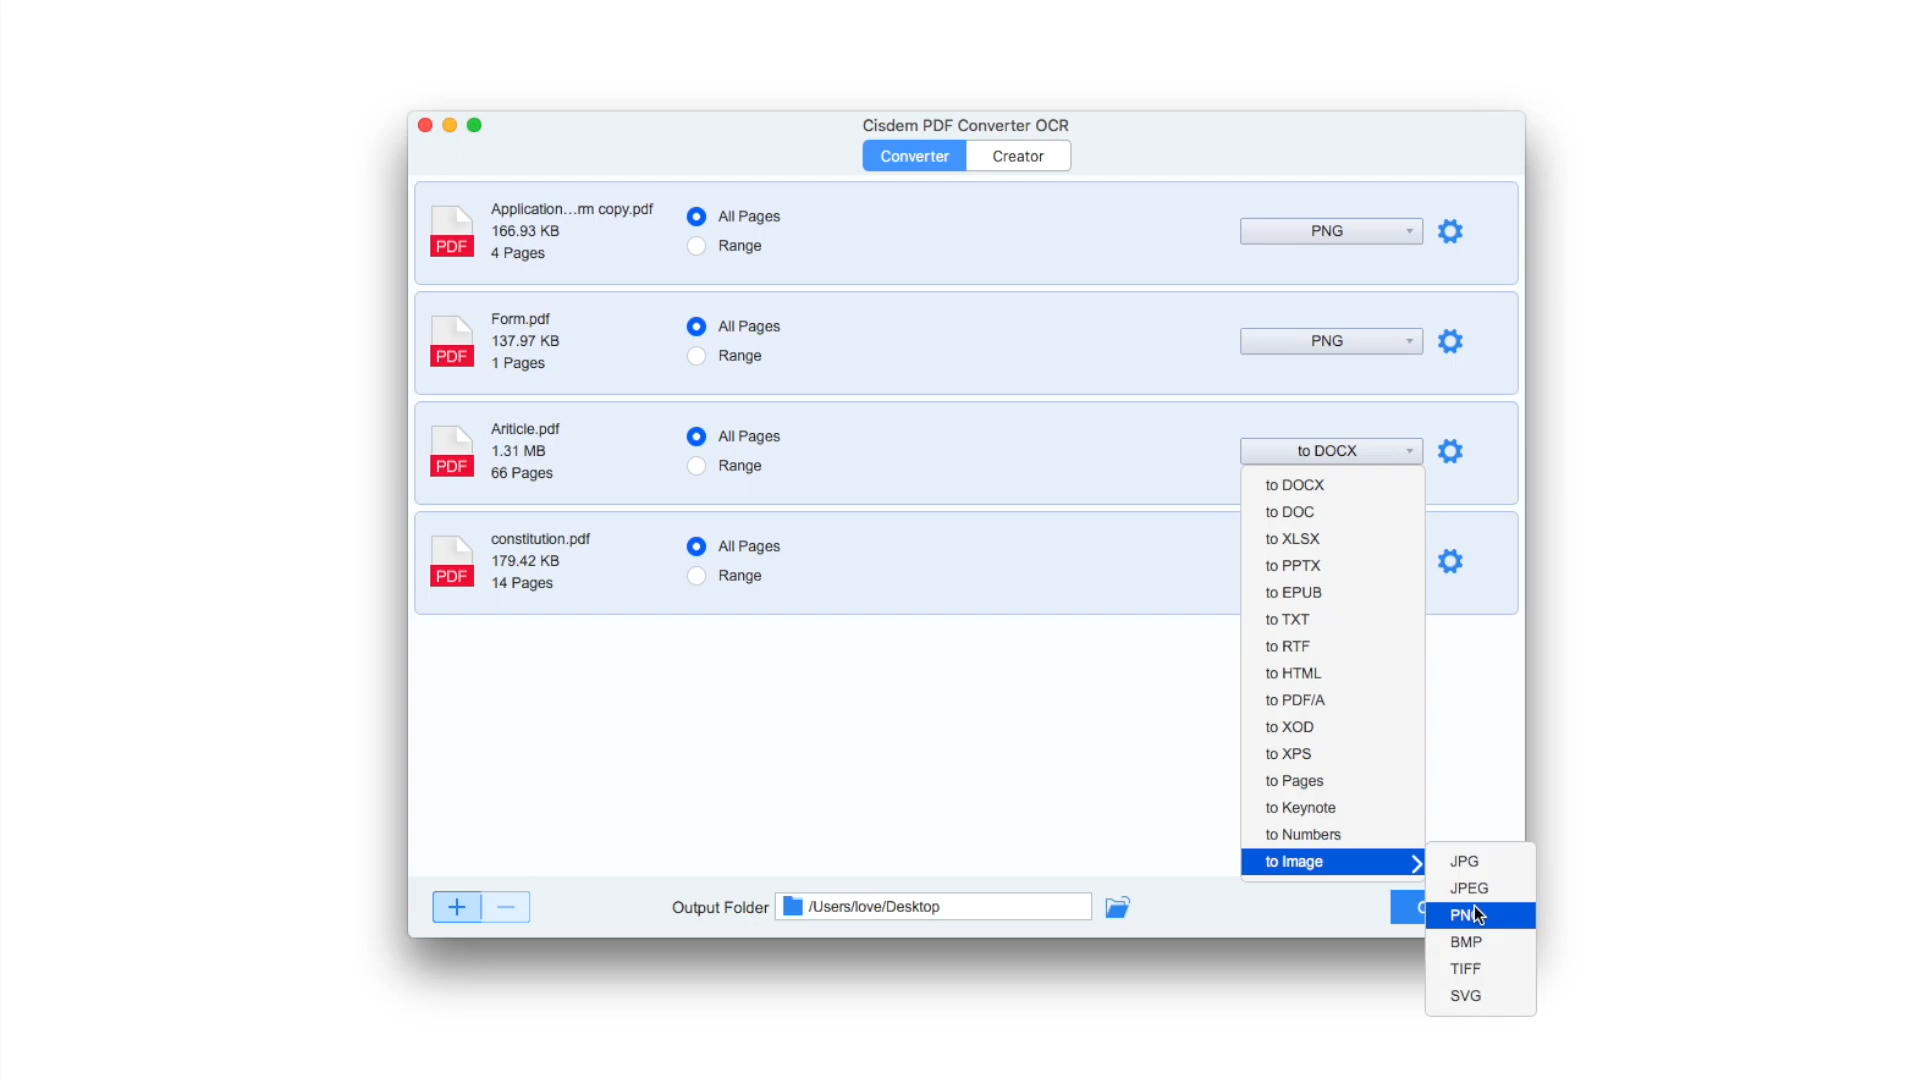 Cisdem PDF Converter OCR
Converter
Creator
Application...rm copy.pdf
166.93 KB
4 Pages
PDF
All Pages
Range
PNG
Form.pdf
137.97 KB
1 Pages
PDF
All Pages
Range
PNG
Ariticle.pdf
1.31 MB
66 Pages
PDF
All Pages
Range
to DOCX
constitution.pdf
179.42 KB
14 Pages
PDF
All Pages
Range
to DOCX
to DOC
to XLSX
to PPTX
to EPUB
to TXT
to RTF
to HTML
to PDF/A
to XOD
to XPS
to Pages
to Keynote
to Numbers
to Image
JPG
JPEG
PNG
BMP
TIFF
SVG
Output Folder
/Users/love/Desktop